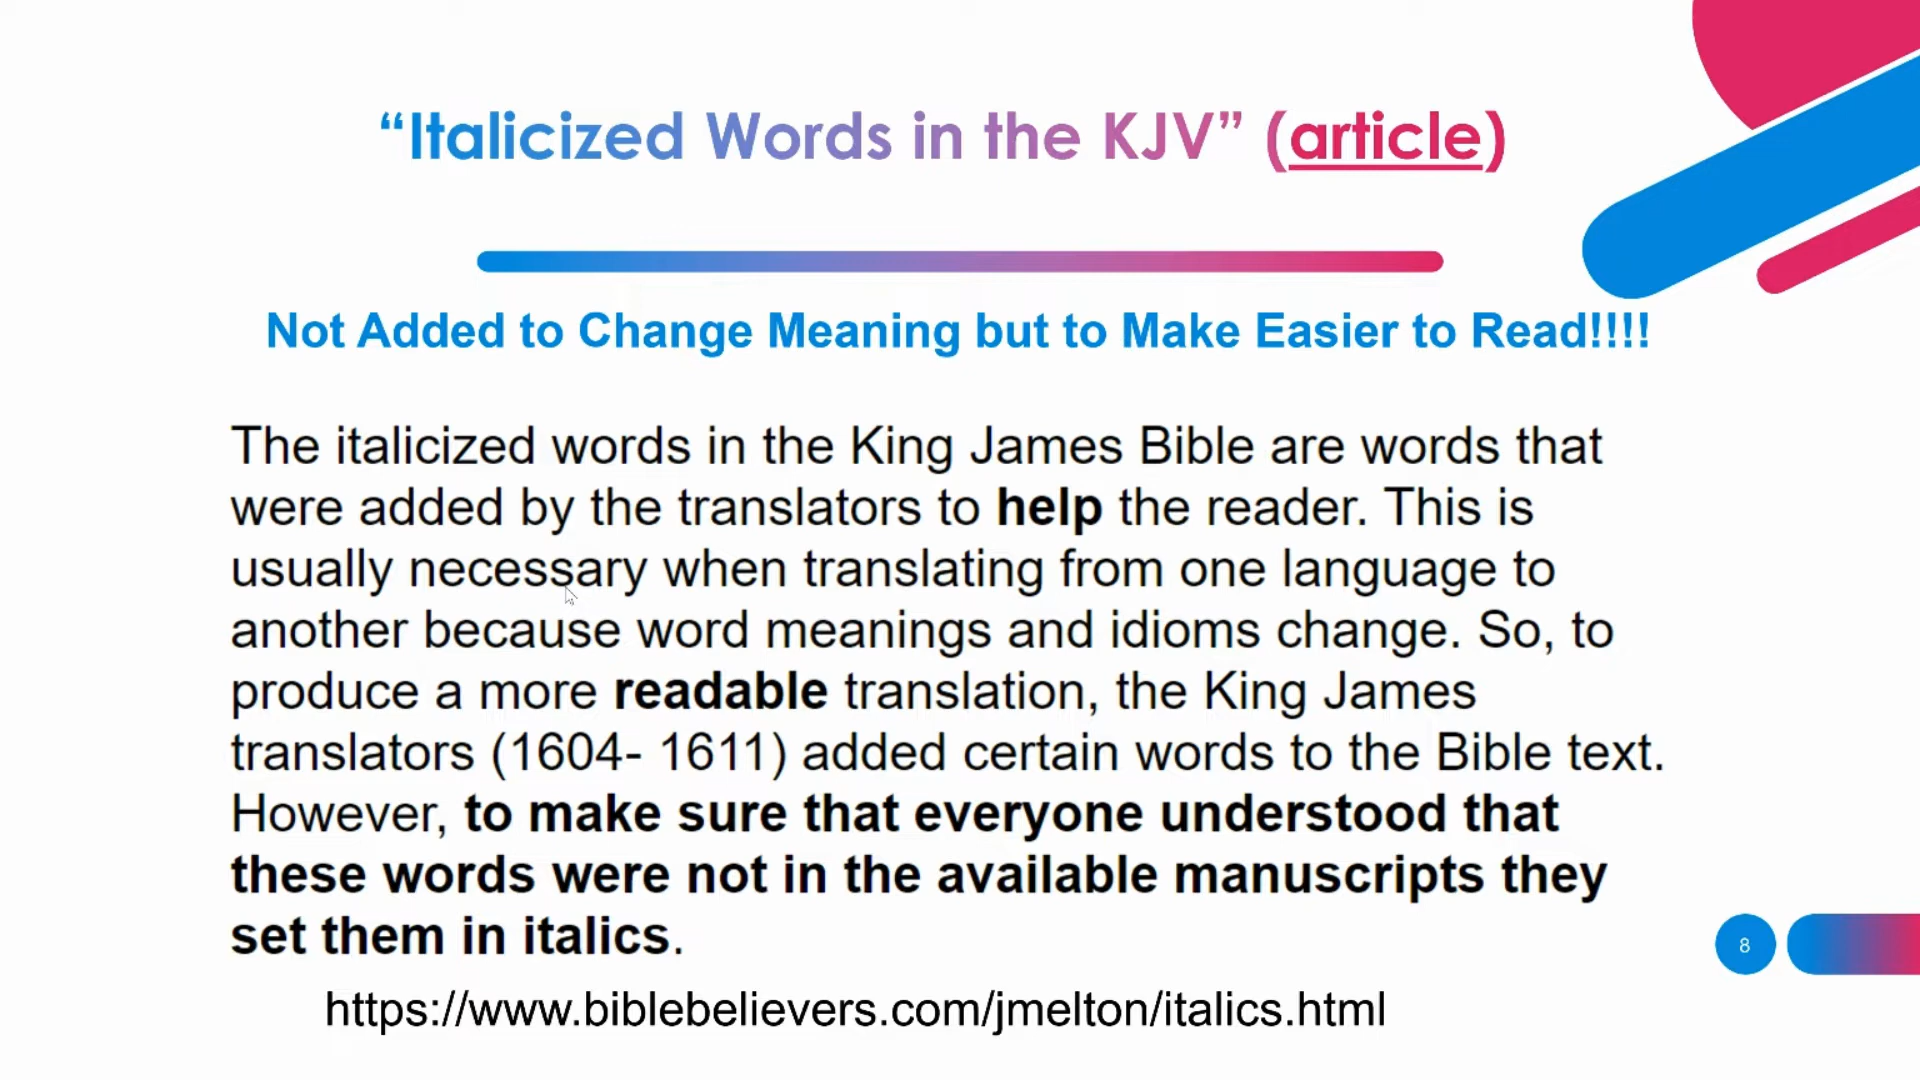 “Italicized Words in the KJV” (article)
Not Added to Change Meaning but to Make Easier to Read!!!!
The italicized words in the King James Bible are words that
were added by the translators to help the reader. This is
usually necessary when translating from one language to
another because word meanings and idioms change. So, to
produce a more readable translation, the King James
translators (1604- 1611) added certain words to the Bible text.
However, to make sure that everyone understood that
these words were not in the available manuscripts they
set them in italics.
8
https://www.biblebelievers.com/jmelton/italics.html